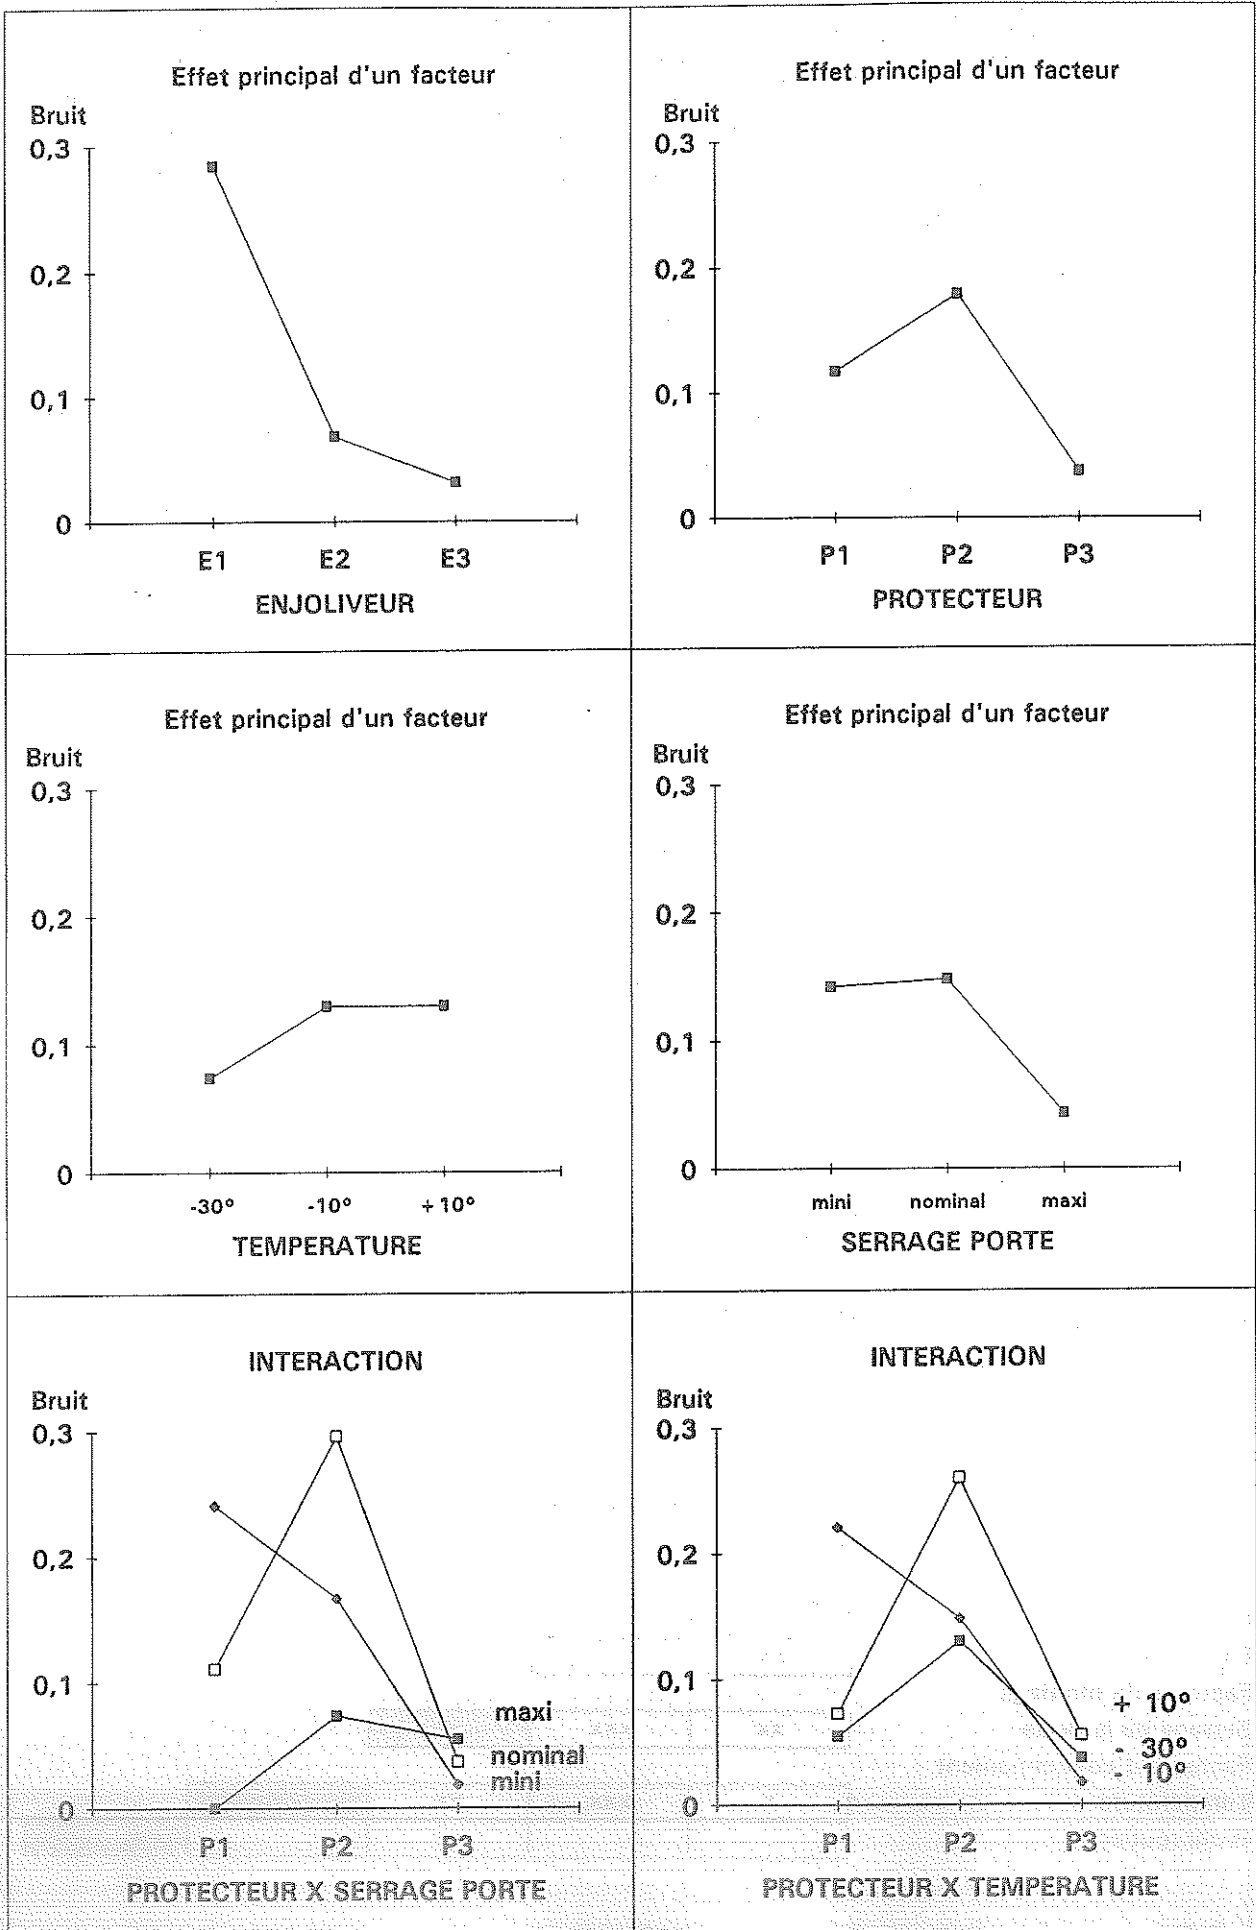 Effet principal d'un facteur
Bruit
0,3
0,2
0,1
0
E1 E2 E3
ENJOLIVEUR
Effet principal d'un facteur
Bruit
0,3
0,2
0,1
0
P1 P2 P3
PROTECTEUR
Effet principal d'un facteur
Bruit
0,3
0,2
0,1
0
-30° -10° +10°
TEMPERATURE
Effet principal d'un facteur
Bruit
0,3
0,2
0,1
0
mini nominal maxi
SERRAGE PORTE
INTERACTION
Bruit
0,3
0,2
0,1
0
maxi
nominal
mini
P1 P2 P3
PROTECTEUR X SERRAGE PORTE
INTERACTION
Bruit
0,3
0,2
0,1
0
+ 10°
- 30°
- 10°
P1 P2 P3
PROTECTEUR X TEMPERATURE